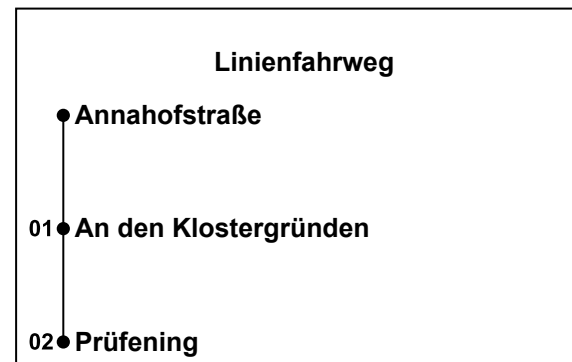 Linienfahrweg
Annahofstraße
01 An den Klostergründen
02 Prüfening